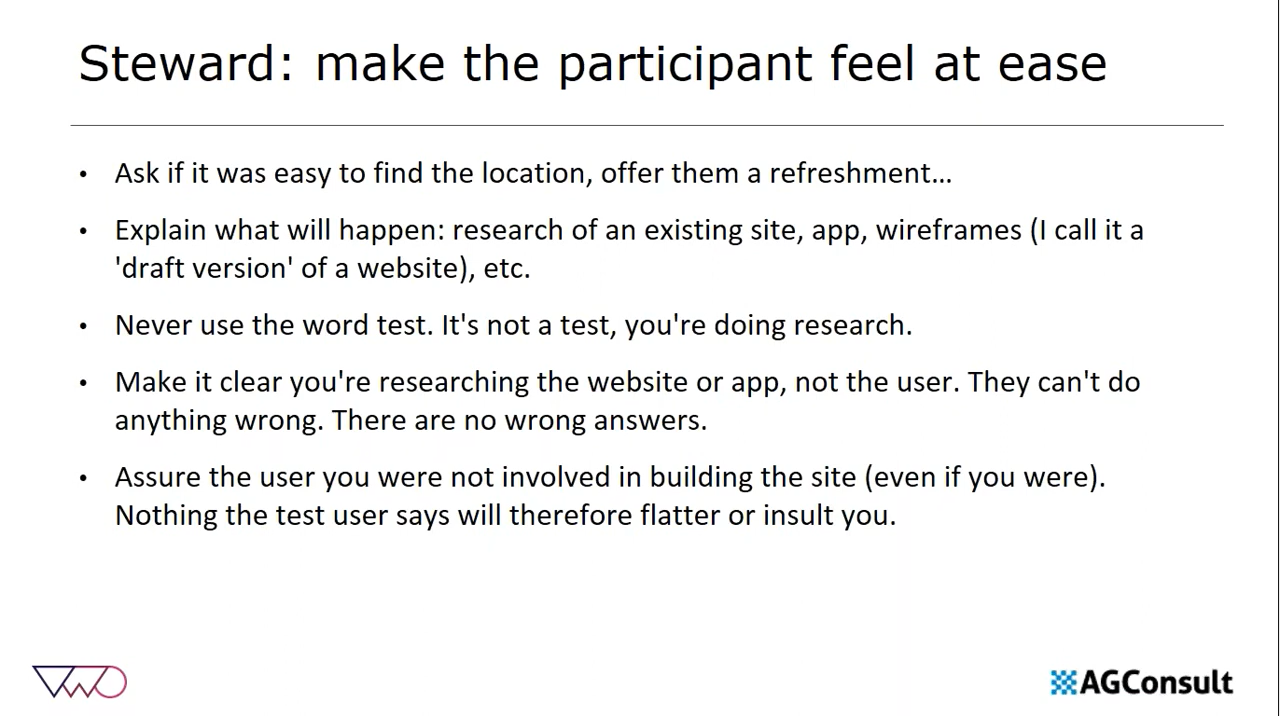 Steward: make the participant feel at ease
• Ask if it was easy to find the location, offer them a refreshment…
• Explain what will happen: research of an existing site, app, wireframes (I call it a
'draft version' of a website), etc.
• Never use the word test. It's not a test, you're doing research.
• Make it clear you're researching the website or app, not the user. They can't do
anything wrong. There are no wrong answers.
• Assure the user you were not involved in building the site (even if you were).
Nothing the test user says will therefore flatter or insult you.
VWO
AGConsult